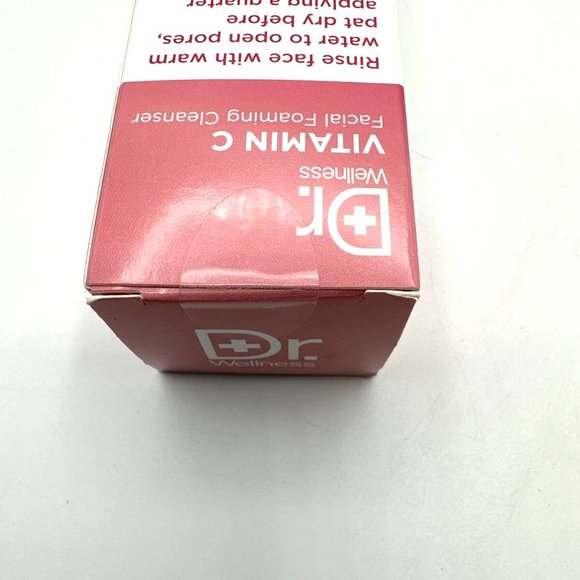 Dr.
Wellness
VITAMIN C
Facial Foaming Cleanser
Rinse face with warm
water to open pores,
pat dry before
applying a quarter
Dr.
Wellness